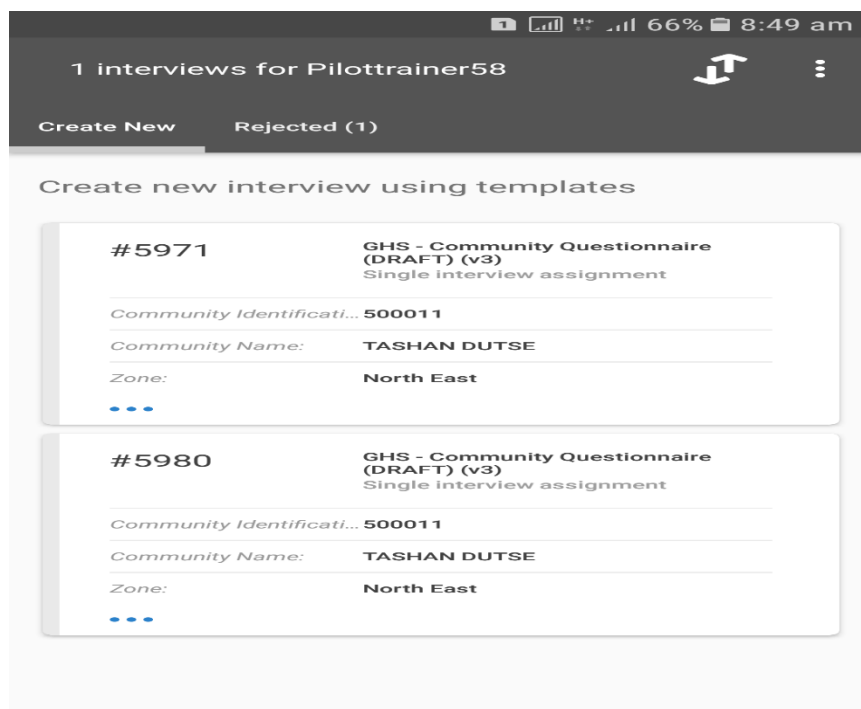 1 H+ 66% 8:49 am
1 interviews for Pilottrainer58
Create New Rejected (1)
Create new interview using templates
#5971 GHS - Community Questionnaire
(DRAFT) (v3)
Single interview assignment
Community Identificati... 500011
Community Name: TASHAN DUTSE
Zone: North East
#5980 GHS - Community Questionnaire
(DRAFT) (v3)
Single interview assignment
Community Identificati... 500011
Community Name: TASHAN DUTSE
Zone: North East